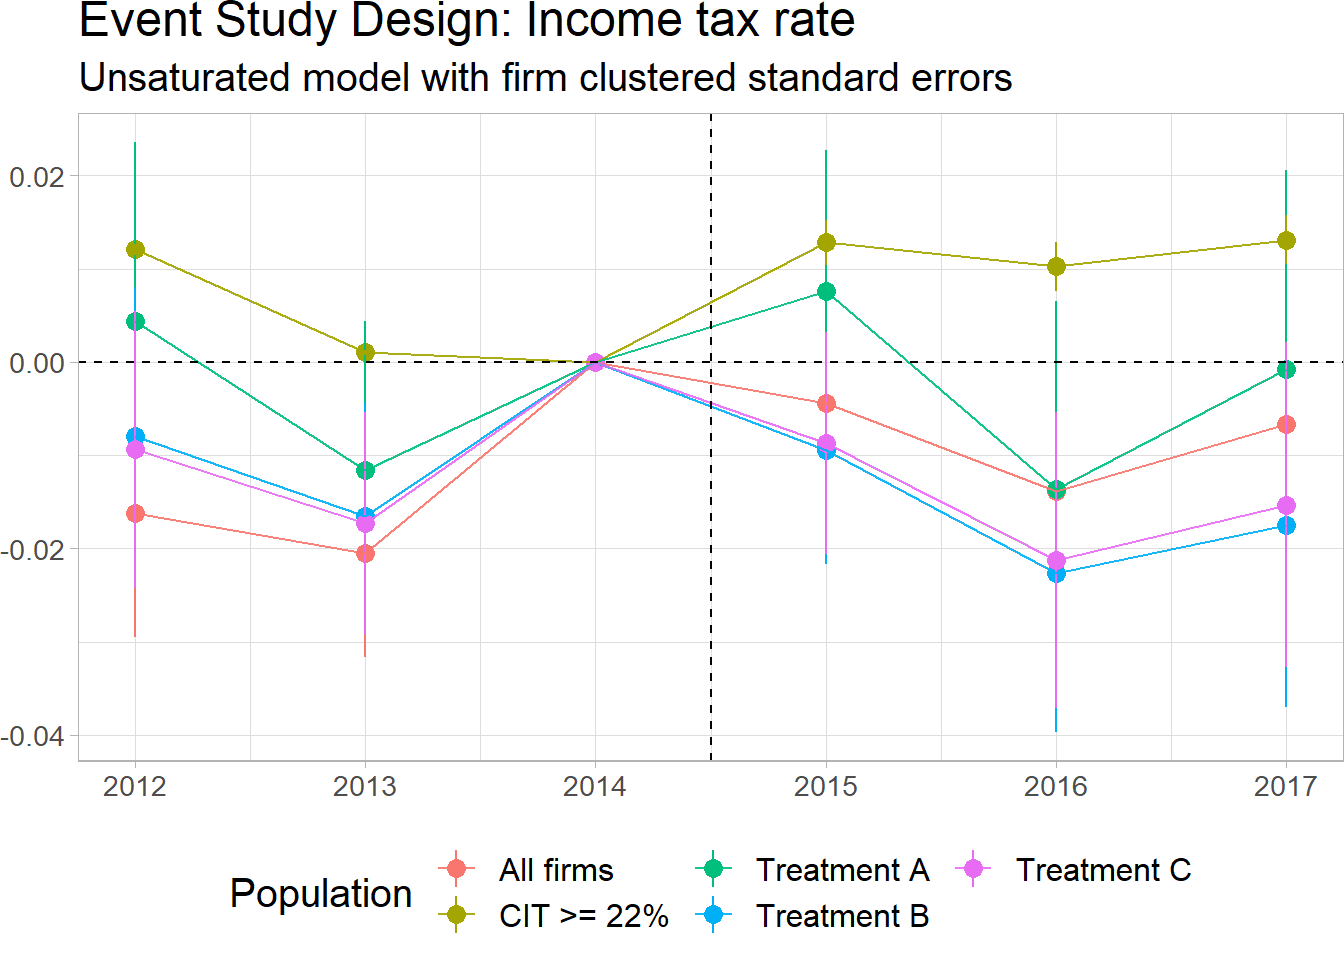 Event Study Design: Income tax rate
Unsaturated model with firm clustered standard errors
0.02
0.00
-0.02
-0.04
2012 2013 2014 2015 2016 2017
Population
All firms Treatment A Treatment C
CIT >= 22% Treatment B